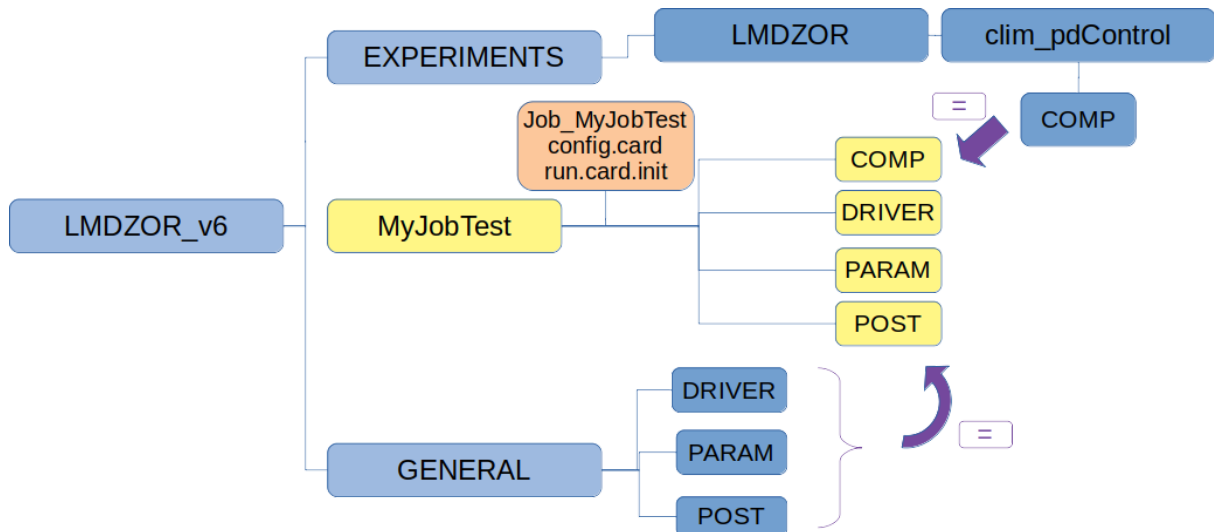 EXPERIMENTS
LMDZOR
clim_pdControl
=
COMP
Job_MyJobTest
config.card
run.card.init
LMDZOR_v6
MyJobTest
COMP
DRIVER
PARAM
POST
GENERAL
DRIVER
PARAM
POST
=